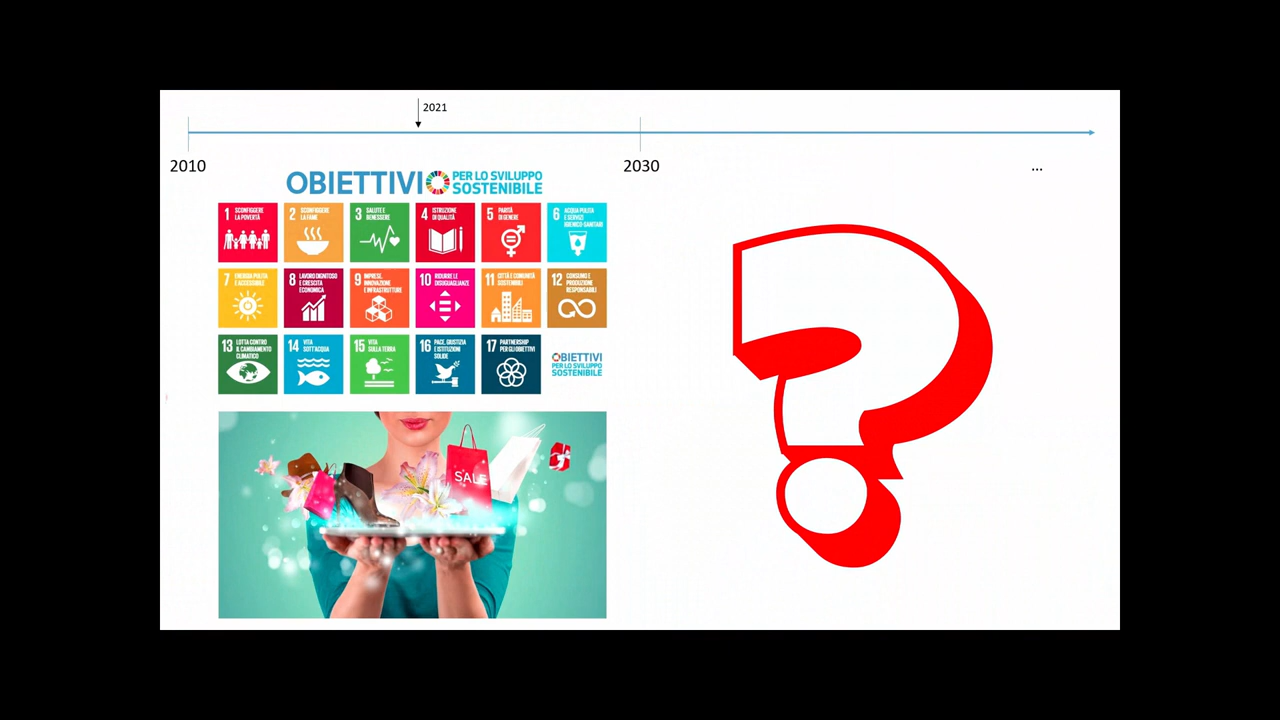 2021
2010
2030
...
OBIETTIVI PER LO SVILUPPO
SOSTENIBILE
1 SCONFIGGERE
LA POVERTÀ
2 SCONFIGGERE
LA FAME
3 SALUTE E
BENESSERE
4 ISTRUZIONE
DI QUALITÀ
5 PARITÀ
DI GENERE
6 ACQUA PULITA
E SERVIZI
IGIENICO-SANITARI
7 ENERGIA PULITA
E ACCESSIBILE
8 LAVORO DIGNITOSO
E CRESCITA
ECONOMICA
9 IMPRESE,
INNOVAZIONE
E INFRASTRUTTURE
10 RIDURRE LE
DISUGUAGLIANZE
11 CITTÀ E COMUNITÀ
SOSTENIBILI
12 CONSUMO E
PRODUZIONE
RESPONSABILI
13 LOTTA CONTRO
IL CAMBIAMENTO
CLIMATICO
14 VITA
SOTT'ACQUA
15 VITA
SULLA TERRA
16 PACE, GIUSTIZIA
E ISTITUZIONI
SOLIDE
17 PARTNERSHIP
PER GLI OBIETTIVI
OBIETTIVI
PER LO SVILUPPO
SOSTENIBILE
SALE
?